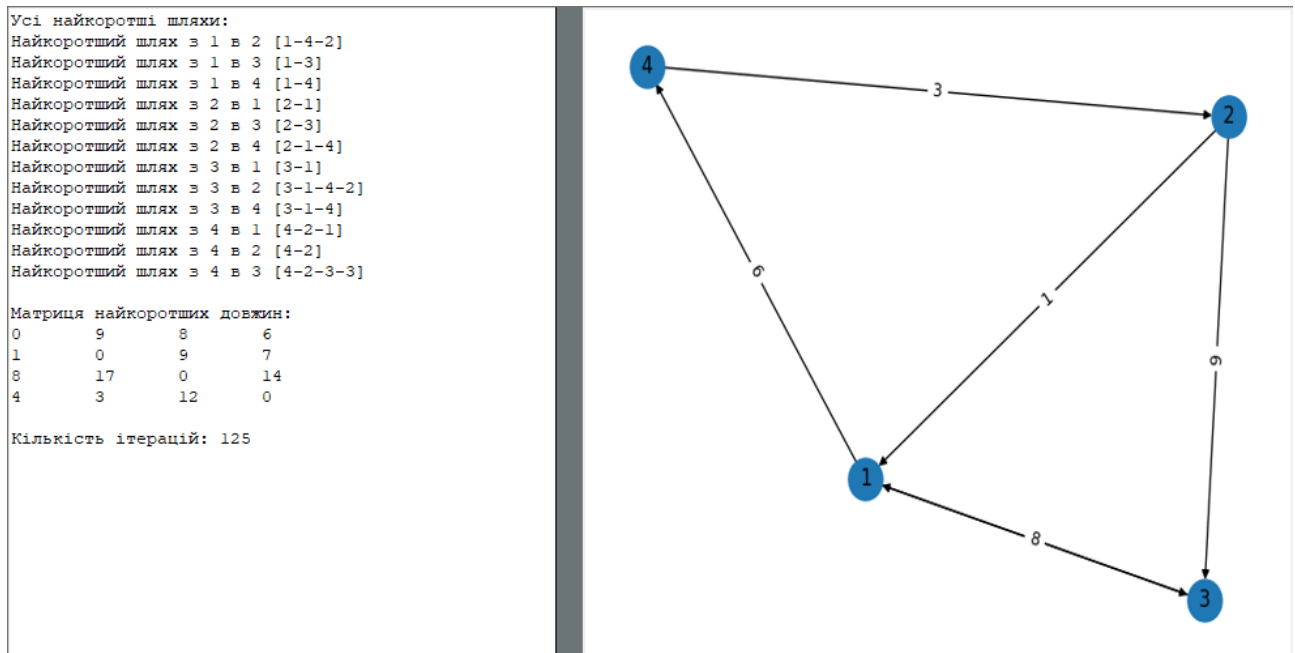 Усі найкоротші шляхи:
Найкоротший шлях з 1 в 2 [1-4-2]
Найкоротший шлях з 1 в 3 [1-3]
Найкоротший шлях з 1 в 4 [1-4]
Найкоротший шлях з 2 в 1 [2-1]
Найкоротший шлях з 2 в 3 [2-3]
Найкоротший шлях з 2 в 4 [2-1-4]
Найкоротший шлях з 3 в 1 [3-1]
Найкоротший шлях з 3 в 2 [3-1-4-2]
Найкоротший шлях з 3 в 4 [3-1-4]
Найкоротший шлях з 4 в 1 [4-2-1]
Найкоротший шлях з 4 в 2 [4-2]
Найкоротший шлях з 4 в 3 [4-2-3-3]
Матриця найкоротших довжин:
0 9 8 6
1 0 9 7
8 17 0 14
4 3 12 0
Кількість ітерацій: 125
4
3
2
6
1
9
1
8
3